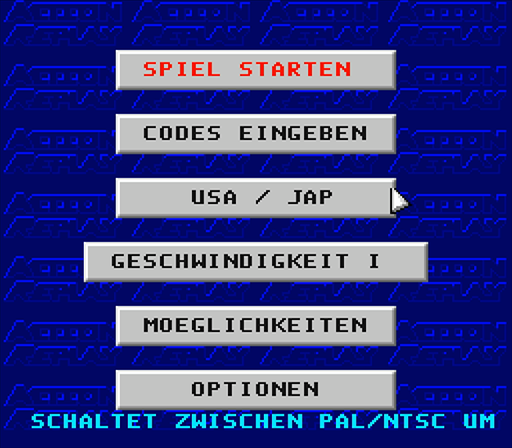 SPIEL STARTEN
CODES EINGEBEN
USA / JAP
GESCHWINDIGKEIT I
MOEGLICHKEITEN
OPTIONEN
SCHALTET ZWISCHEN PAL/NTSC UM